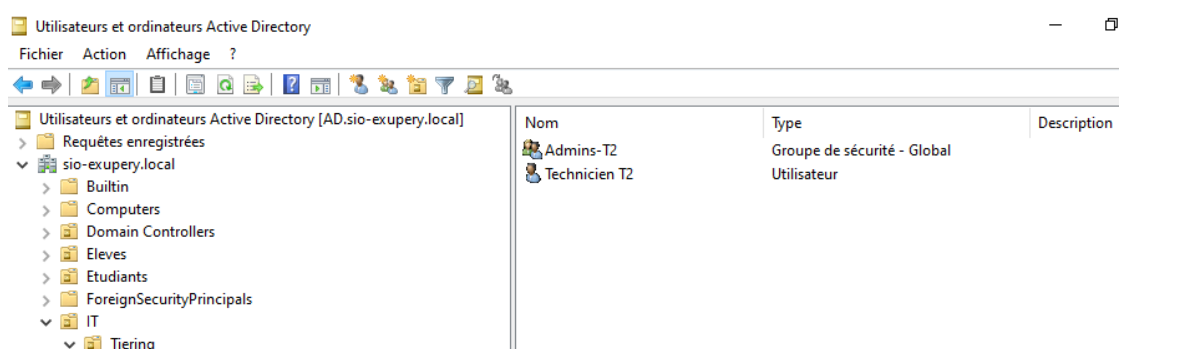 Utilisateurs et ordinateurs Active Directory
Fichier Action Affichage ?
Utilisateurs et ordinateurs Active Directory [AD.sio-exupery.local]
Requêtes enregistrées
sio-exupery.local
Builtin
Computers
Domain Controllers
Eleves
Etudiants
ForeignSecurityPrincipals
IT
Tiering
Nom Type Description
Admins-T2 Groupe de sécurité - Global
Technicien T2 Utilisateur